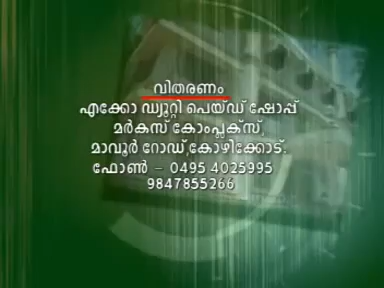 വിതരണം
എക്കോ ഡ്യൂറ്റി പെയ്ഡ് ഷോപ്പ്
മർകസ് കോംപ്ലക്സ്,
മാവൂർ റോഡ്,കോഴിക്കോട്.
ഫോൺ - 0495 4025995
9847855266